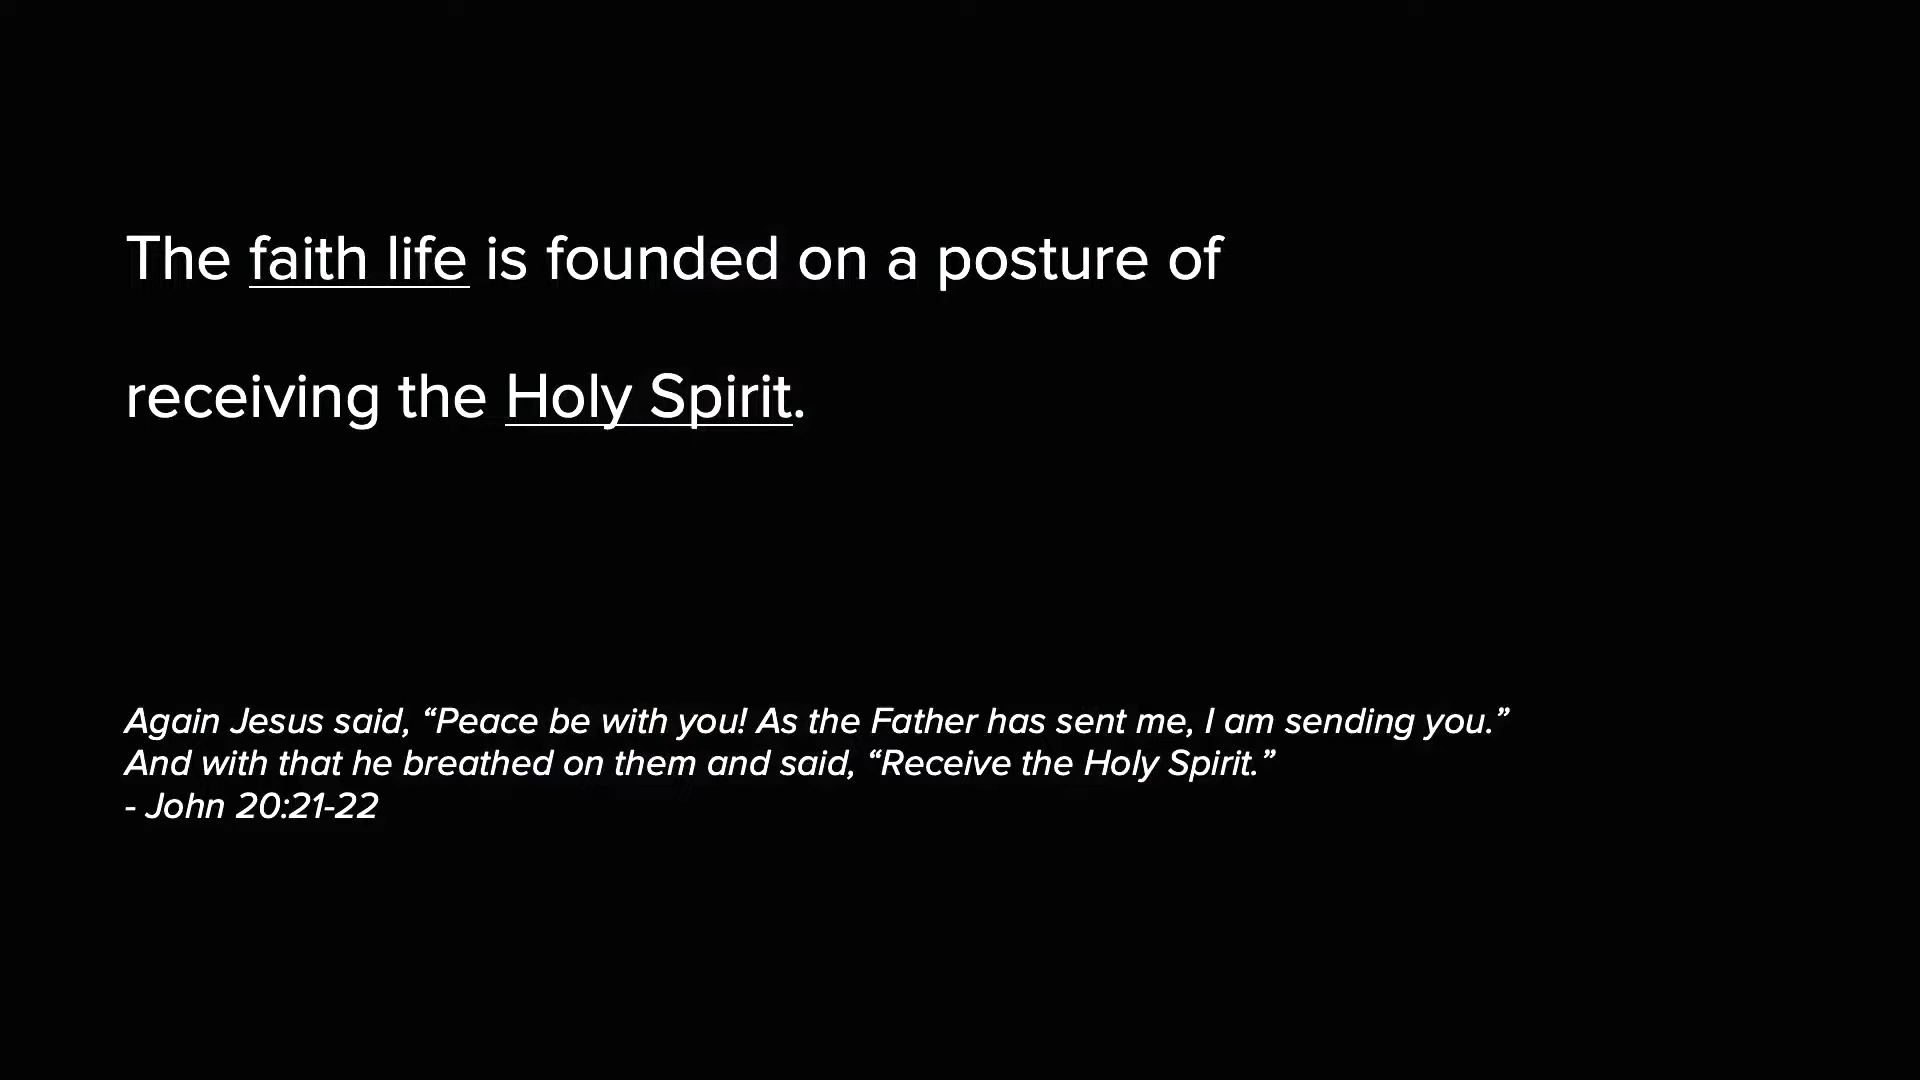 The faith life is founded on a posture of
receiving the Holy Spirit.
Again Jesus said, “Peace be with you! As the Father has sent me, I am sending you.”
And with that he breathed on them and said, “Receive the Holy Spirit.”
- John 20:21-22